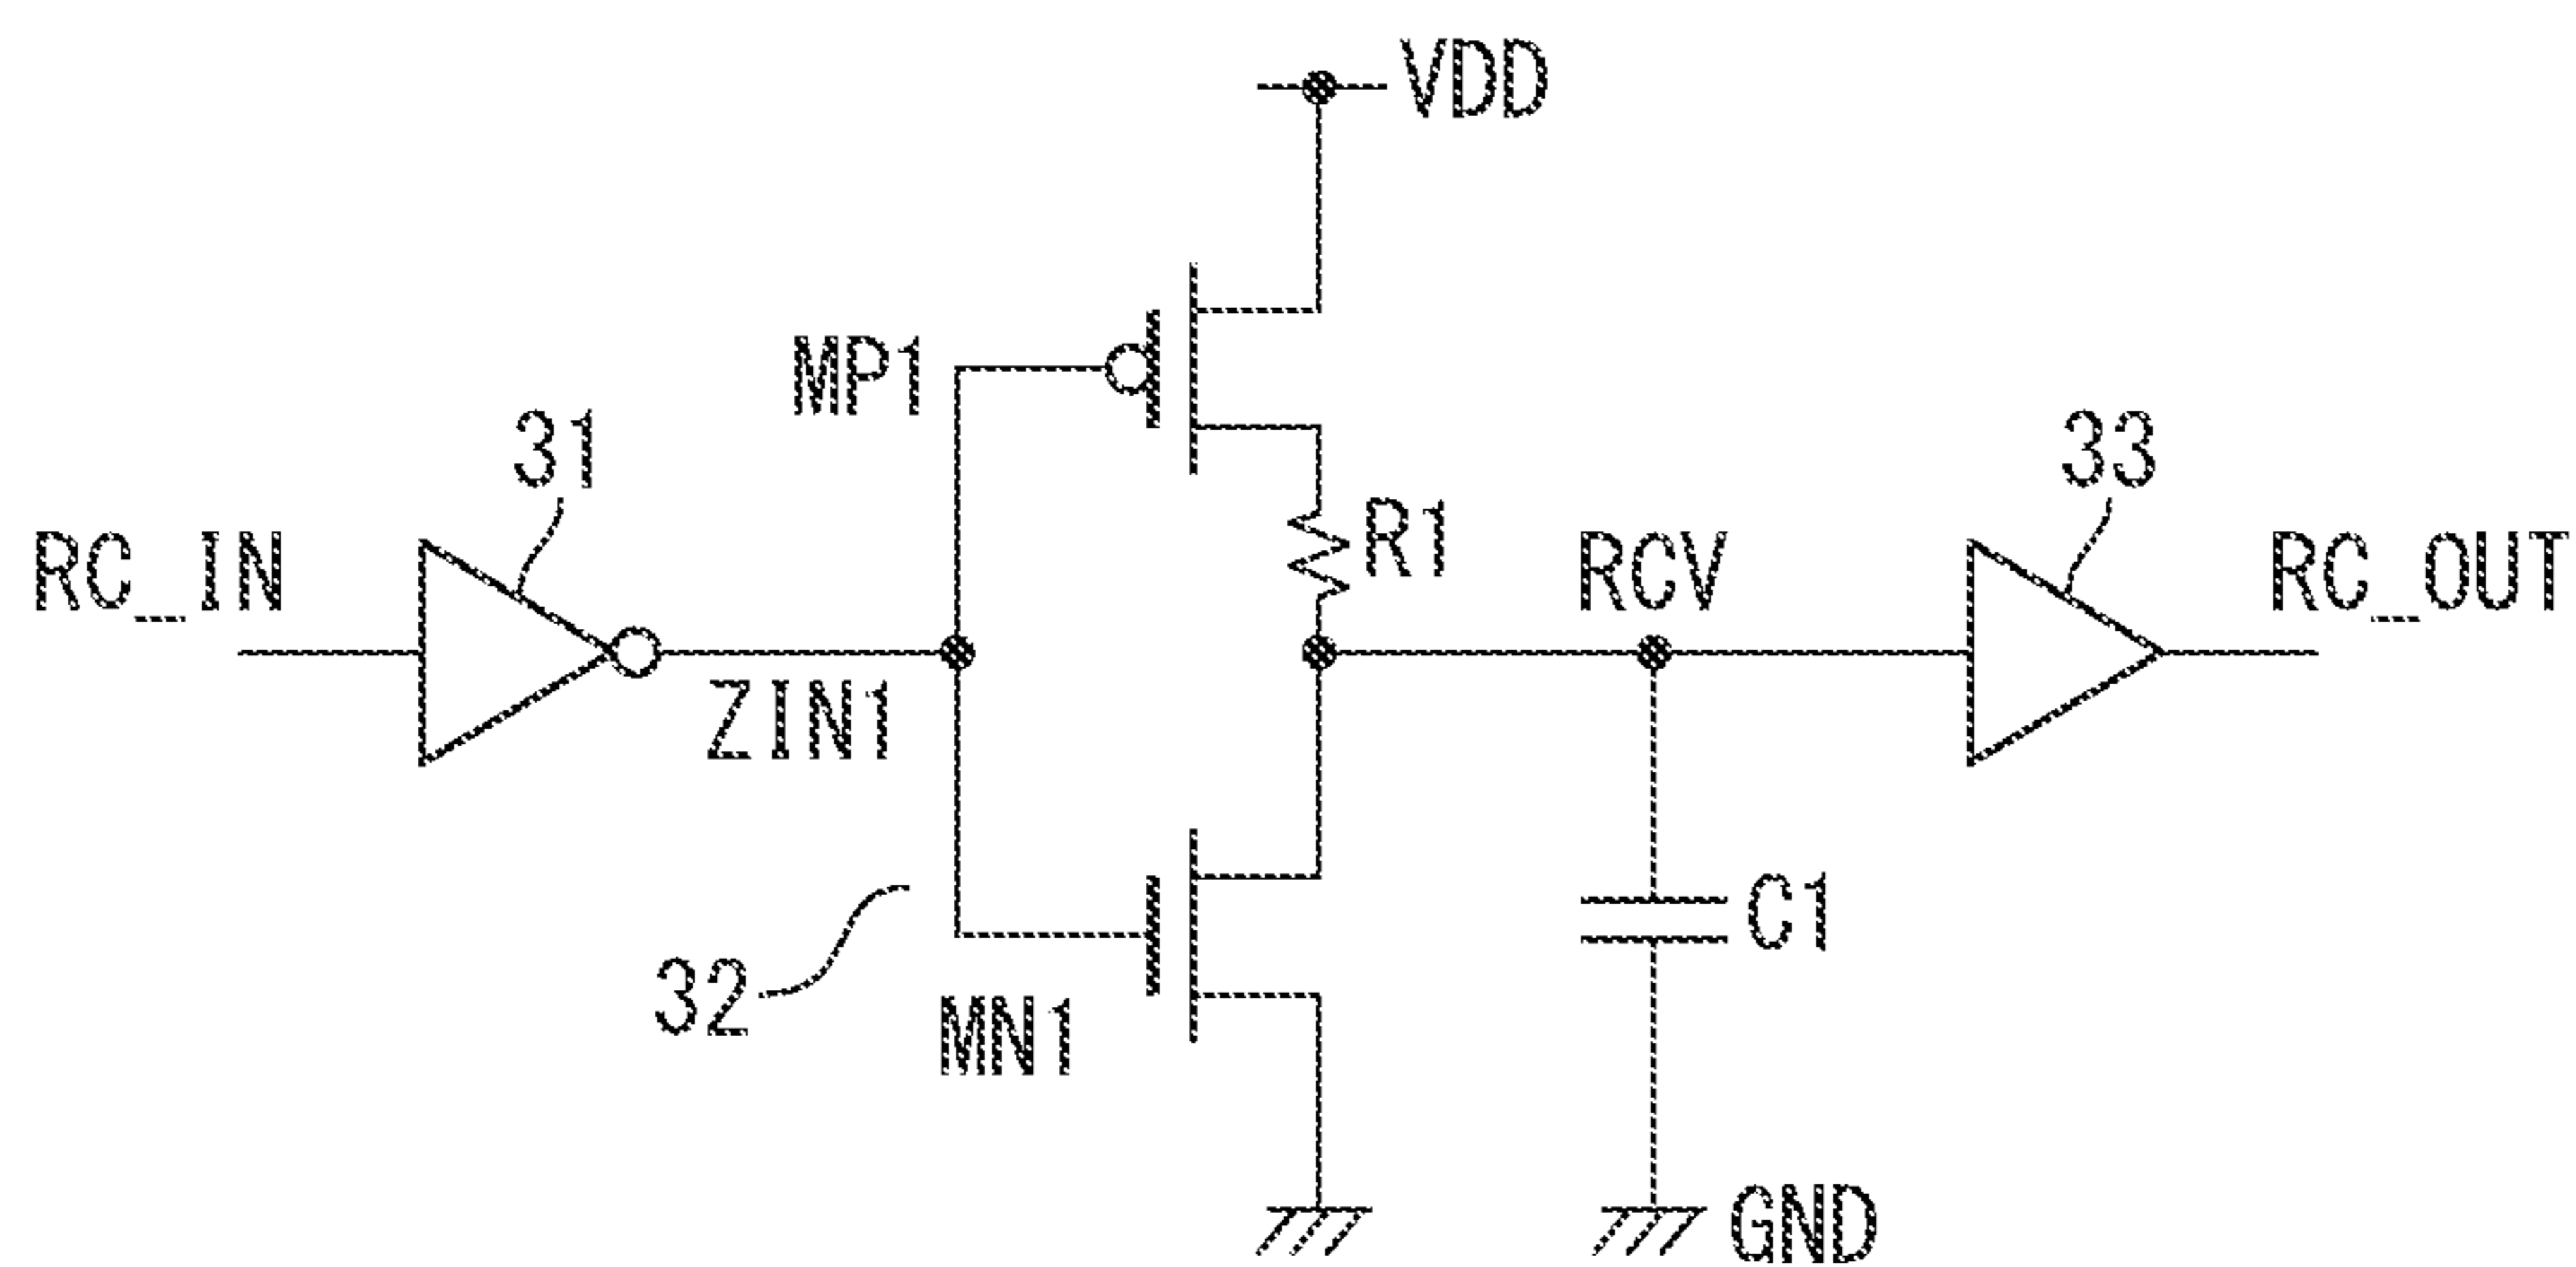 VDD
MP1
31
33
R1
RC_IN
RCV
RC_OUT
ZIN1
C1
32
MN1
GND